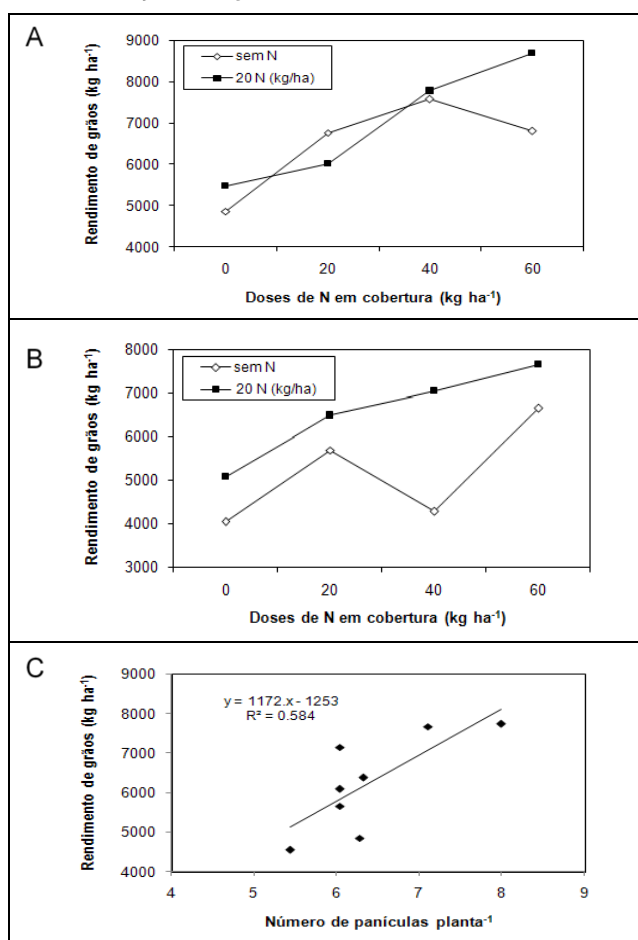 A
Rendimento de grãos (kg ha-1)
9000
8000
7000
6000
5000
4000
sem N
20 N (kg/ha)
0 20 40 60
Doses de N em cobertura (kg ha-1)
B
Rendimento de grãos (kg ha-1)
8000
7000
6000
5000
4000
3000
sem N
20 N (kg/ha)
0 20 40 60
Doses de N em cobertura (kg ha-1)
C
Rendimento de grãos (kg ha-1)
9000
8000
7000
6000
5000
4000
y = 1172.x - 1253
R² = 0.584
4 5 6 7 8 9
Número de panículas planta-1